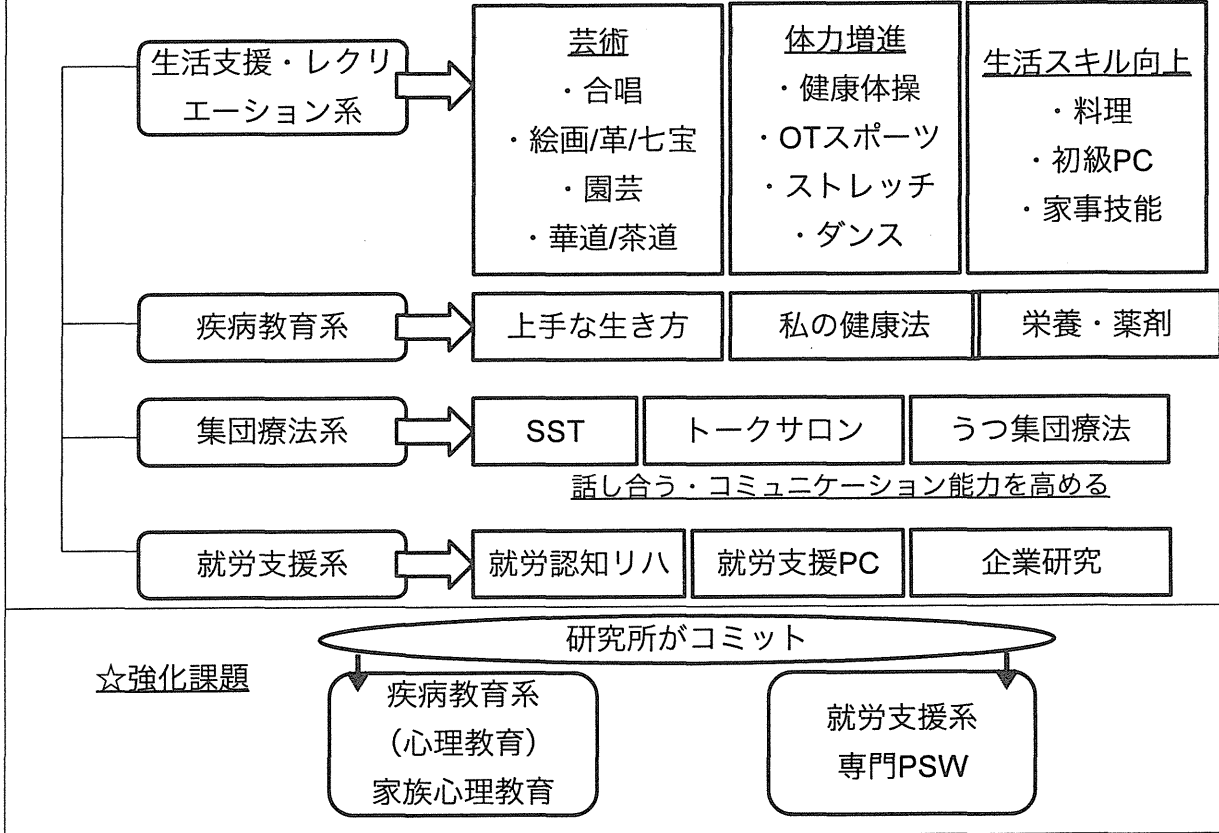 生活支援・レクリ
エーション系
芸術
・合唱
・絵画/革/七宝
・園芸
・華道/茶道
体力増進
・健康体操
・OTスポーツ
・ストレッチ
・ダンス
生活スキル向上
・料理
・初級PC
・家事技能
疾病教育系
上手な生き方
私の健康法
栄養・薬剤
集団療法系
SST
トークサロン
うつ集団療法
話し合う・コミュニケーション能力を高める
就労支援系
就労認知リハ
就労支援PC
企業研究
研究所がコミット
☆強化課題
疾病教育系
(心理教育)
家族心理教育
就労支援系
専門PSW